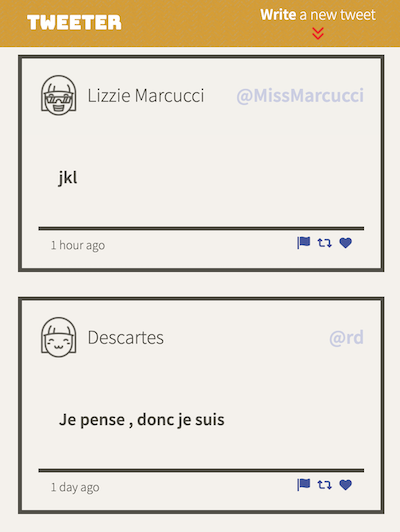 TWEETER
Write a new tweet
Lizzie Marcucci @MissMarcucci
jkl
1 hour ago
Descartes @rd
Je pense , donc je suis
1 day ago